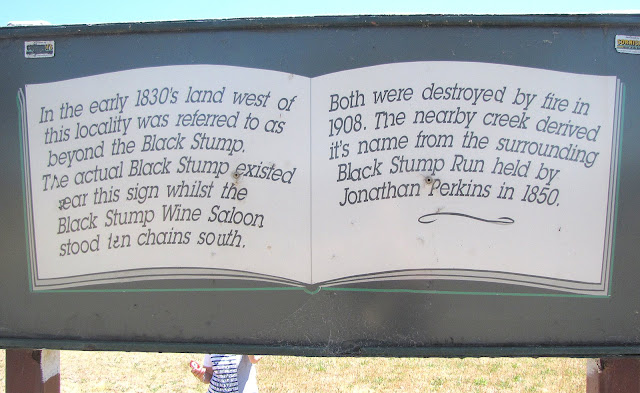 In the early 1830's land west of
this locality was referred to as
beyond the Black Stump.
The actual Black Stump existed
near this sign whilst the
Black Stump Wine Saloon
stood ten chains south.
Both were destroyed by fire in
1908. The nearby creek derived
it's name from the surrounding
Black Stump Run held by
Jonathan Perkins in 1850.